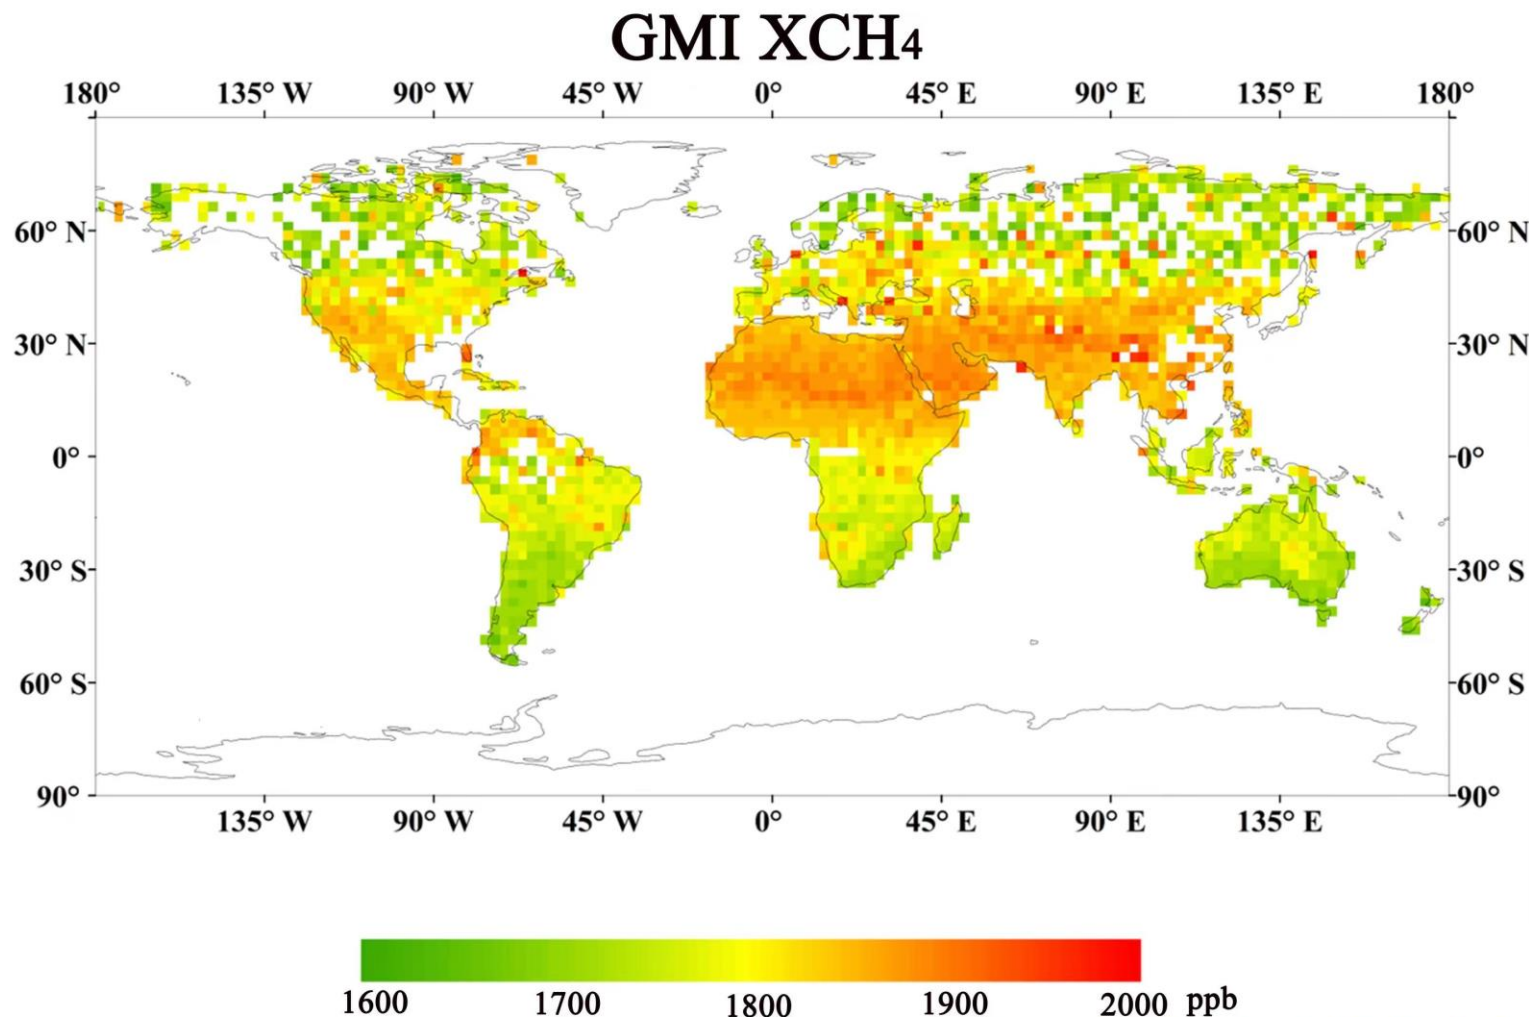 GMI XCH4
180° 135° W 90° W 45° W 0° 45° E 90° E 135° E 180°
60° N 60° N
30° N 30° N
0° 0°
30° S 30° S
60° S 60° S
90° 90°
135° W 90° W 45° W 0° 45° E 90° E 135° E
1600 1700 1800 1900 2000 ppb